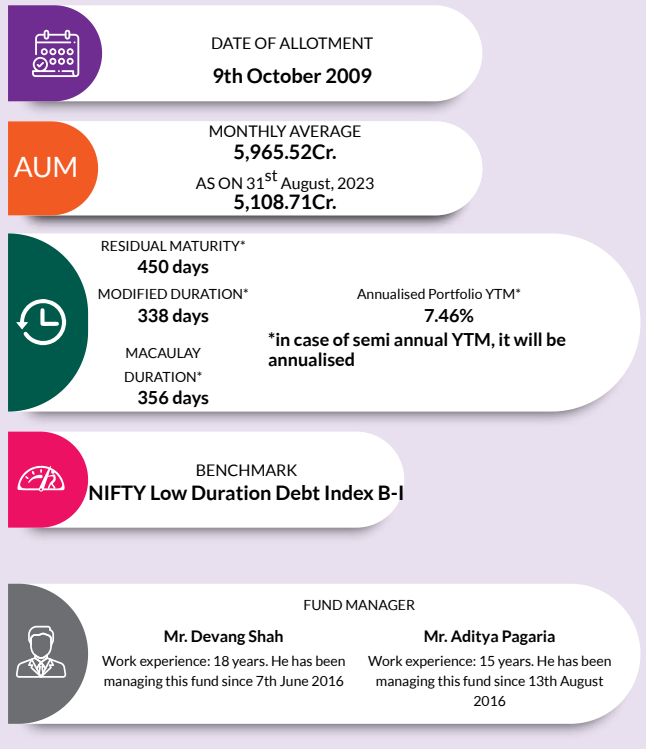 DATE OF ALLOTMENT
9th October 2009
AUM
MONTHLY AVERAGE
5,965.52Cr.
AS ON 31st August, 2023
5,108.71Cr.
RESIDUAL MATURITY*
450 days
MODIFIED DURATION*
338 days
MACAULAY
DURATION*
356 days
Annualised Portfolio YTM*
7.46%
*in case of semi annual YTM, it will be
annualised
BENCHMARK
NIFTY Low Duration Debt Index B-I
FUND MANAGER
Mr. Devang Shah
Work experience: 18 years. He has been
managing this fund since 7th June 2016
Mr. Aditya Pagaria
Work experience: 15 years. He has been
managing this fund since 13th August
2016